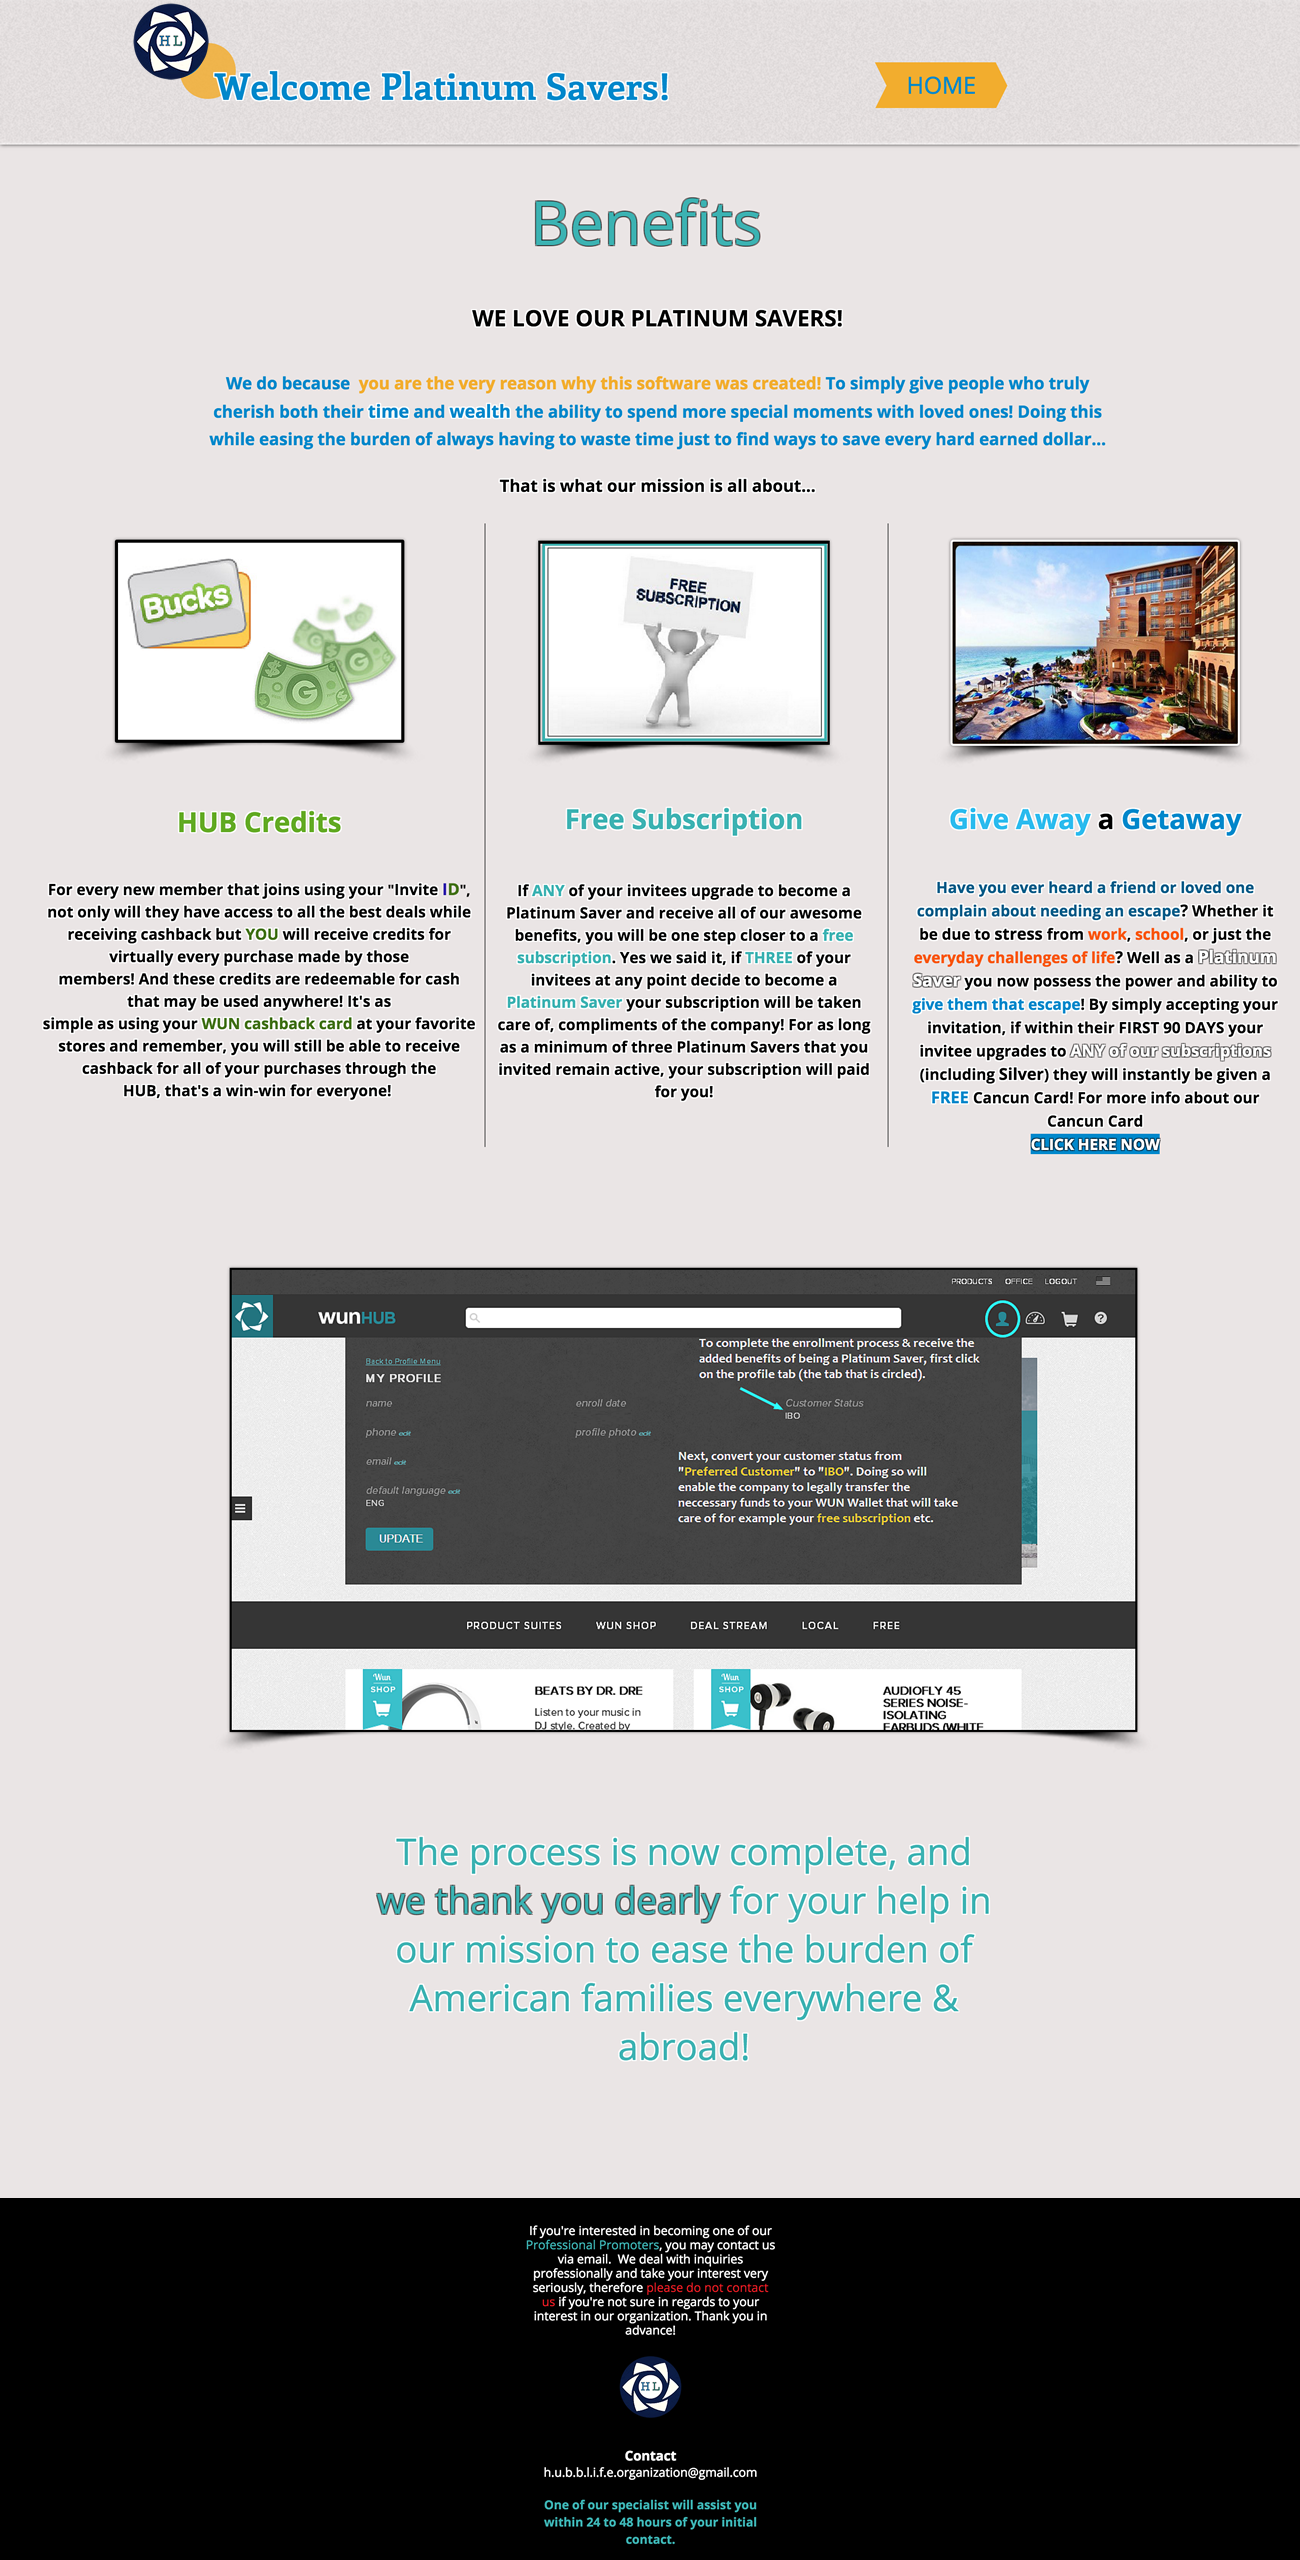 HL
Welcome Platinum Savers!
HOME
Benefits
WE LOVE OUR PLATINUM SAVERS!
We do because  you are the very reason why this software was created! To simply give people who truly
cherish both their time and wealth the ability to spend more special moments with loved ones! Doing this
while easing the burden of always having to waste time just to find ways to save every hard earned dollar...
That is what our mission is all about...
Bucks
G
G
FREE
SUBSCRIPTION
HUB Credits
For every new member that joins using your "Invite ID",
not only will they have access to all the best deals while
receiving cashback but YOU will receive credits for
virtually every purchase made by those
members! And these credits are redeemable for cash
that may be used anywhere! It's as
simple as using your WUN cashback card at your favorite
stores and remember, you will still be able to receive
cashback for all of your purchases through the
HUB, that's a win-win for everyone!
Free Subscription
If ANY of your invitees upgrade to become a
Platinum Saver and receive all of our awesome
benefits, you will be one step closer to a free
subscription. Yes we said it, if THREE of your
invitees at any point decide to become a
Platinum Saver your subscription will be taken
care of, compliments of the company! For as long
as a minimum of three Platinum Savers that you
invited remain active, your subscription will paid
for you!
Give Away a Getaway
Have you ever heard a friend or loved one
complain about needing an escape? Whether it
be due to stress from work, school, or just the
everyday challenges of life? Well as a Platinum
Saver you now possess the power and ability to
give them that escape! By simply accepting your
invitation, if within their FIRST 90 DAYS your
invitee upgrades to ANY of our subscriptions
(including Silver) they will instantly be given a
FREE Cancun Card! For more info about our
Cancun Card
CLICK HERE NOW
PRODUCTS OFFICE LOGOUT
WUNHUB
?
To complete the enrollment process & receive the
added benefits of being a Platinum Saver, first click
on the profile tab (the tab that is circled).
Back to Profile Menu
MY PROFILE
name
enroll date
Customer Status
IBO
phone edit
profile photo edit
email edit
default language edit
ENG
UPDATE
Next, convert your customer status from
"Preferred Customer" to "IBO". Doing so will
enable the company to legally transfer the
neccessary funds to your WUN Wallet that will take
care of for example your free subscription etc.
PRODUCT SUITES WUN SHOP DEAL STREAM LOCAL FREE
Wun
SHOP
BEATS BY DR. DRE
Listen to your music in
DJ style. Created by
Wun
SHOP
AUDIOFLY 45
SERIES NOISE-
ISOLATING
EARBUDS (WHITE
The process is now complete, and
we thank you dearly for your help in
our mission to ease the burden of
American families everywhere &
abroad!
If you're interested in becoming one of our
Professional Promoters, you may contact us
via email.  We deal with inquiries
professionally and take your interest very
seriously, therefore please do not contact
us if you're not sure in regards to your
interest in our organization. Thank you in
advance!
HL
Contact
h.u.b.b.l.i.f.e.organization@gmail.com
One of our specialist will assist you
within 24 to 48 hours of your initial
contact.